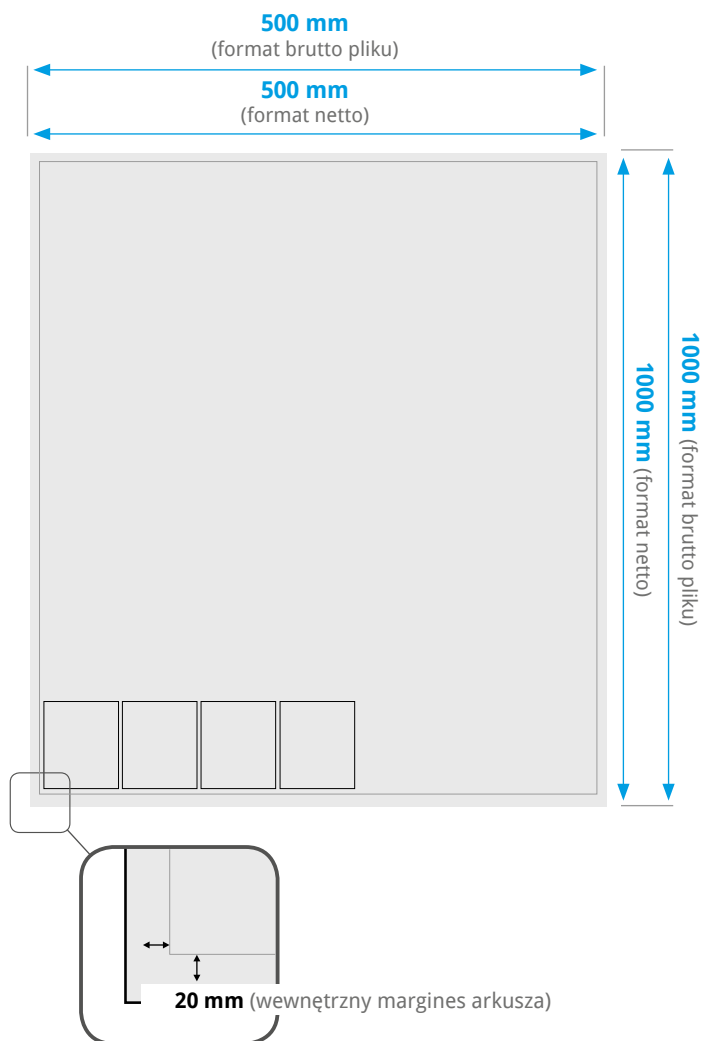 500 mm
(format brutto pliku)
500 mm
(format netto)
1000 mm (format brutto pliku)
1000 mm (format netto)
20 mm (wewnętrzny margines arkusza)